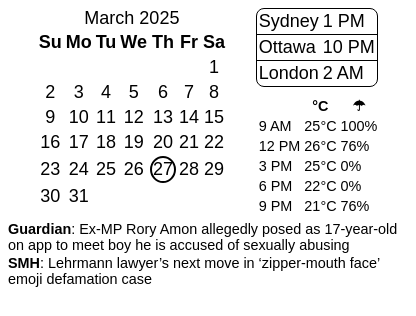 March 2025
Su Mo Tu We Th Fr Sa
1
2 3 4 5 6 7 8
9 10 11 12 13 14 15
16 17 18 19 20 21 22
23 24 25 26 27 28 29
30 31
Sydney 1 PM
Ottawa 10 PM
London 2 AM
°C ☂
9 AM 25°C 100%
12 PM 26°C 76%
3 PM 25°C 0%
6 PM 22°C 0%
9 PM 21°C 76%
Guardian: Ex-MP Rory Amon allegedly posed as 17-year-old
on app to meet boy he is accused of sexually abusing
SMH: Lehrmann lawyer’s next move in ‘zipper-mouth face’
emoji defamation case